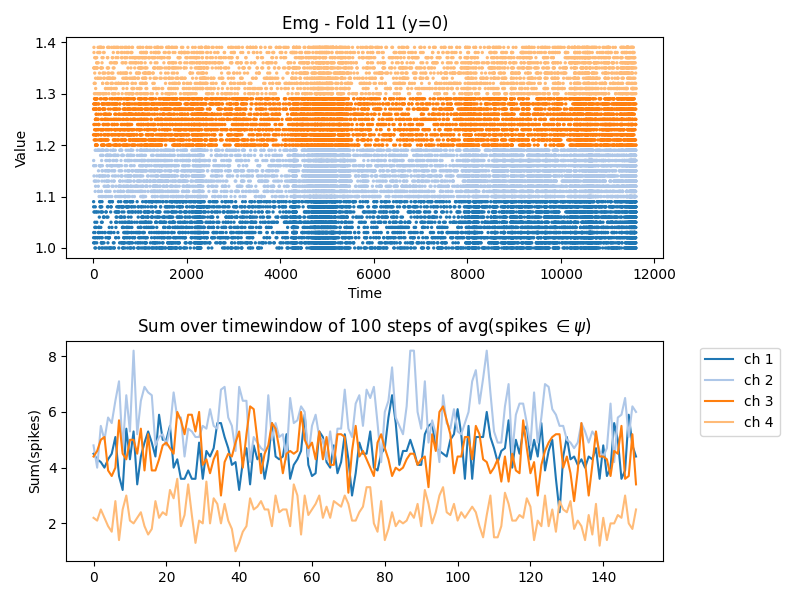 Emg - Fold 11 (y=0)
Value
1.4
1.3
1.2
1.1
1.0
0 2000 4000 6000 8000 10000 12000
Time
Sum over timewindow of 100 steps of avg(spikes ∈ ψ)
Sum(spikes)
8
6
4
2
0 20 40 60 80 100 120 140
ch 1
ch 2
ch 3
ch 4